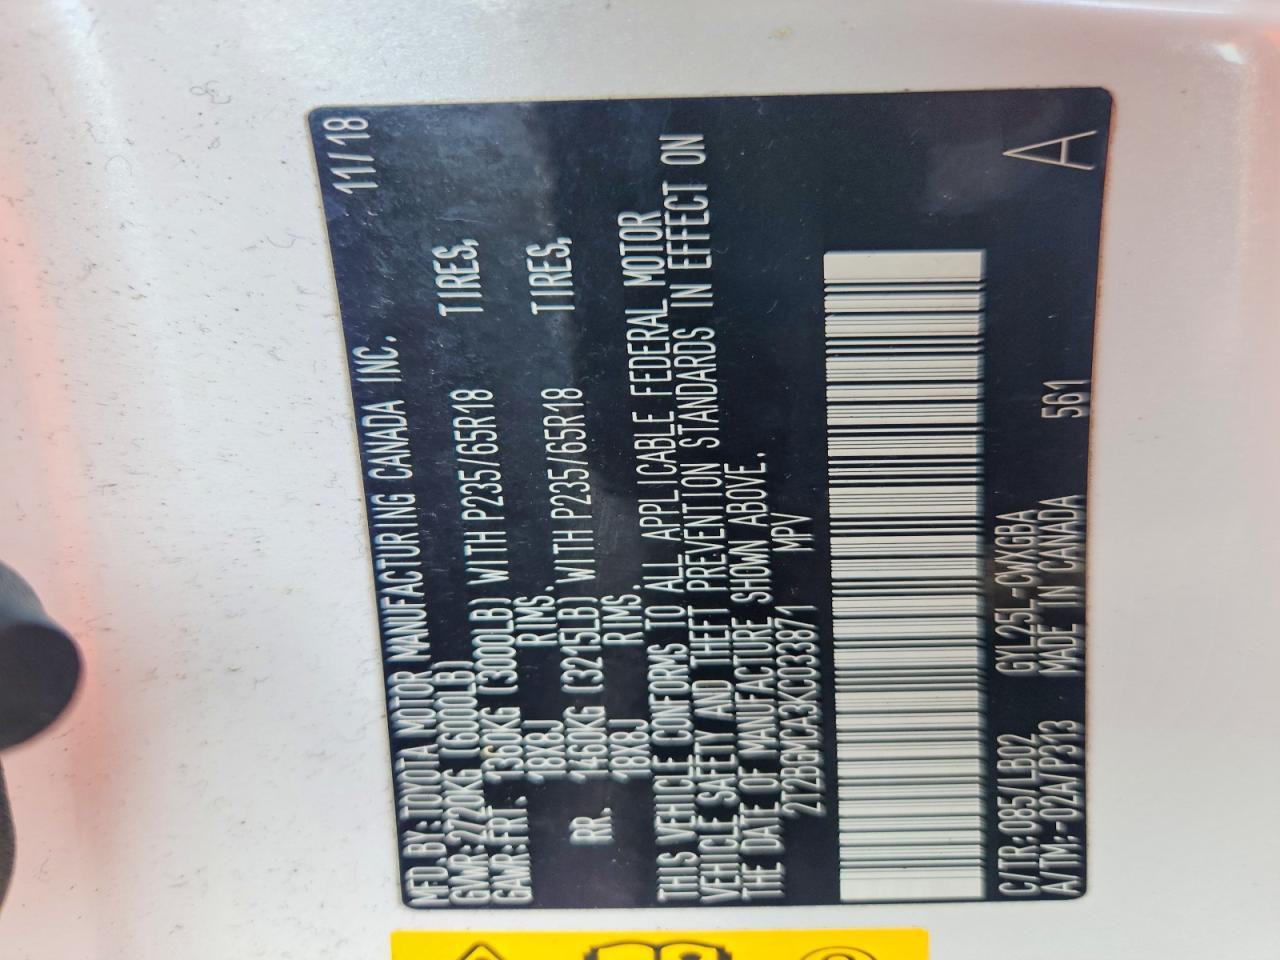 MFD.BY:TOYOTA MOTOR MANUFACTURING CANADA INC. 11/18
GVWR:2720KG (6000LB)
GAWR:FRT. 1360KG (3000LB) WITH P235/65R18 TIRES,
18X8J RIMS.
RR. 1460KG (3215LB) WITH P235/65R18 TIRES,
18X8J RIMS.
THIS VEHICLE CONFORMS TO ALL APPLICABLE FEDERAL MOTOR
VEHICLE SAFETY AND THEFT PREVENTION STANDARDS IN EFFECT ON
THE DATE OF MANUFACTURE SHOWN ABOVE.
2T2BGMCA3KC033871 MPV
C/TR:085/LB02 GYL25L-CWXGBA
A/TM:-02A/P313 MADE IN CANADA 561 A